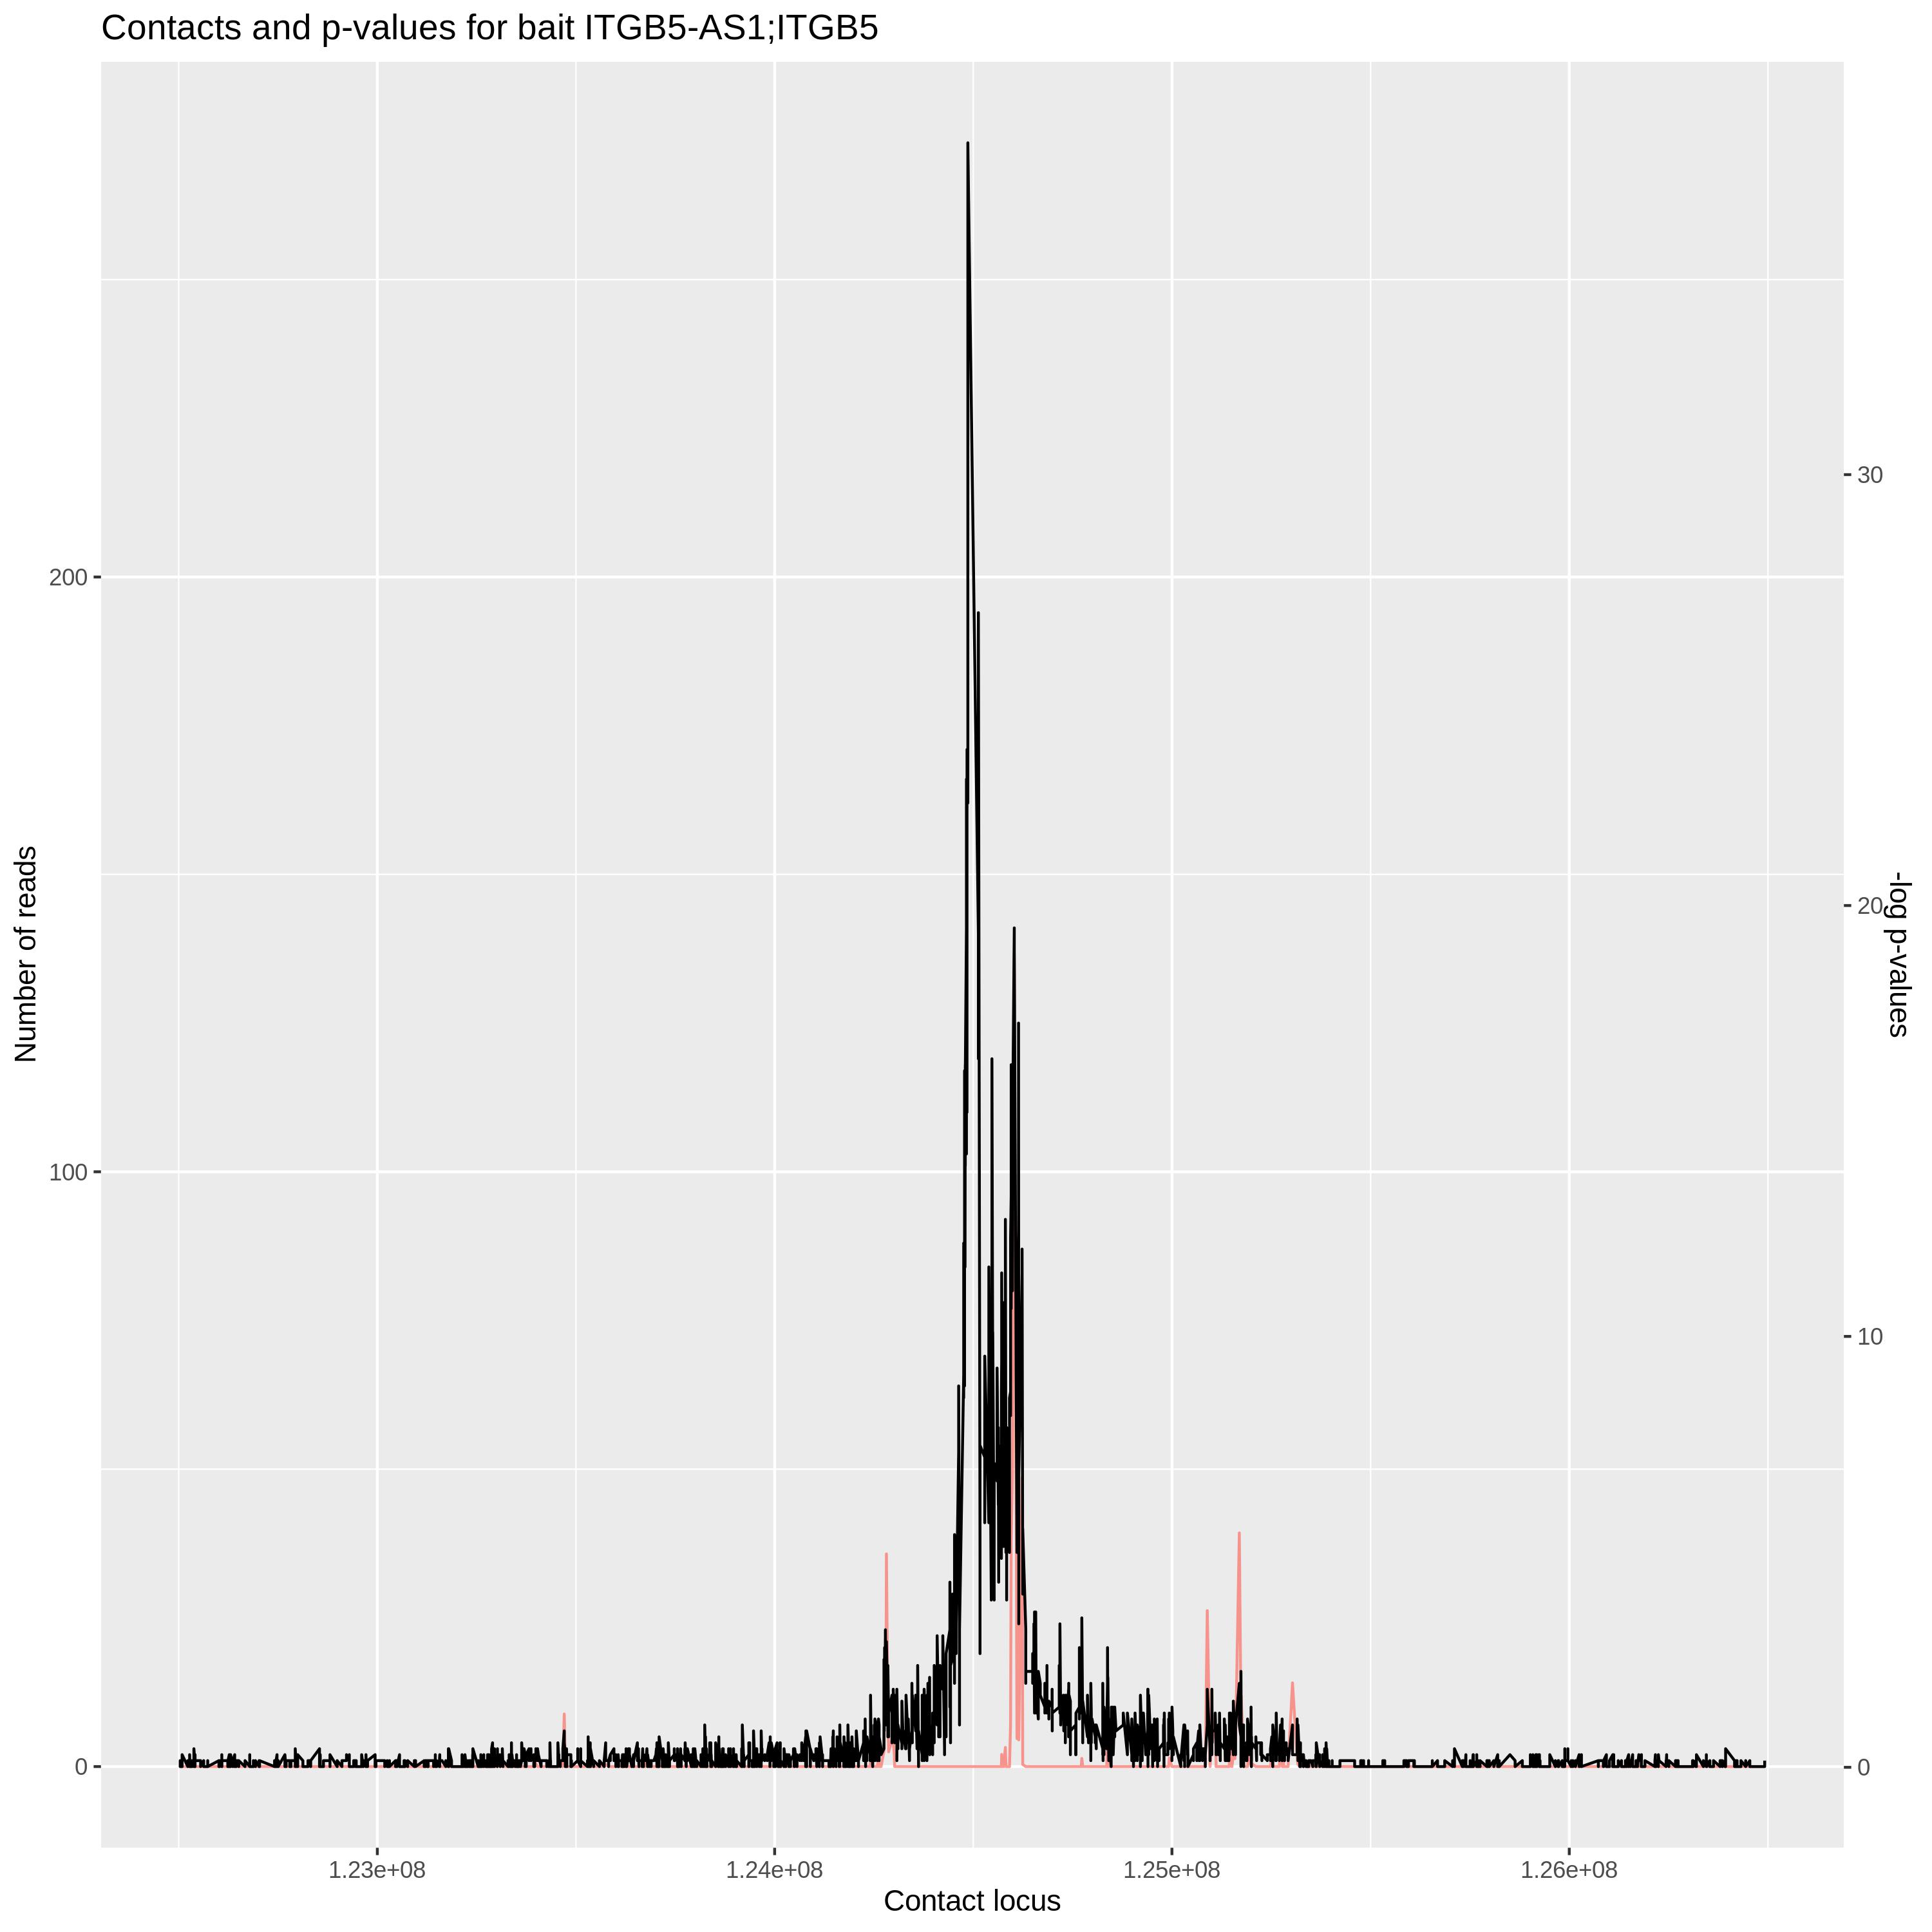 Contacts and p-values for bait ITGB5-AS1;ITGB5
Number of reads
200
100
0
30
20
10
0
-log p-values
1.23e+08
1.24e+08
1.25e+08
1.26e+08
Contact locus